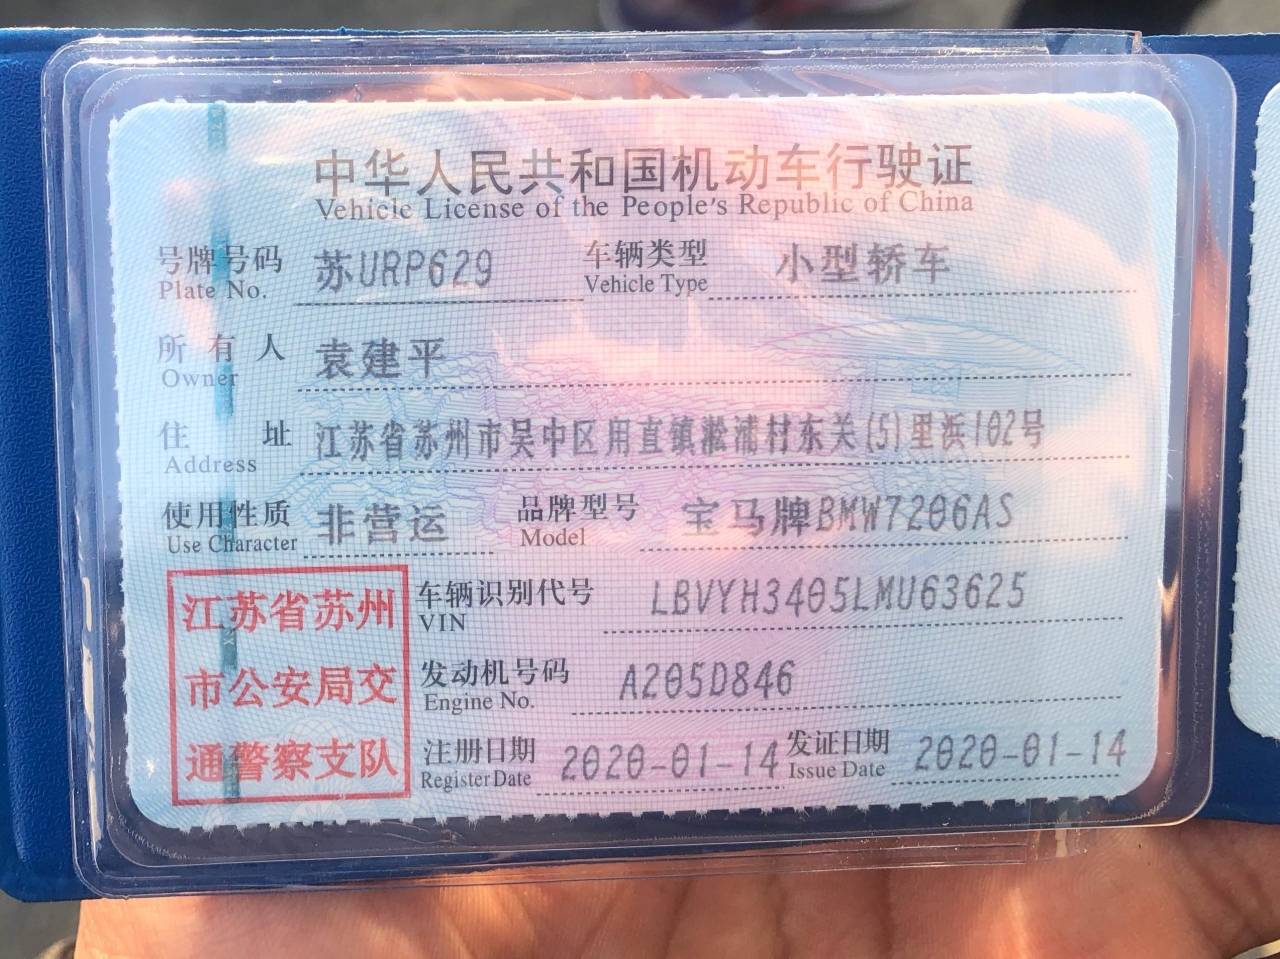 中华人民共和国机动车行驶证
Vehicle License of the People's Republic of China
号牌号码 苏URP629 车辆类型 小型轿车
Plate No. Vehicle Type
所有人 袁建平
Owner
住址 江苏省苏州市吴中区甪直镇淞浦村东关(5)里浜102号
Address
使用性质 非营运 品牌型号 宝马牌BMW7206AS
Use Character Model
江苏省苏州
市公安局交
通警察支队
车辆识别代号 LBVYH3405LMU63625
VIN
发动机号码 A205D846
Engine No.
注册日期 2020-01-14 发证日期 2020-01-14
Register Date Issue Date